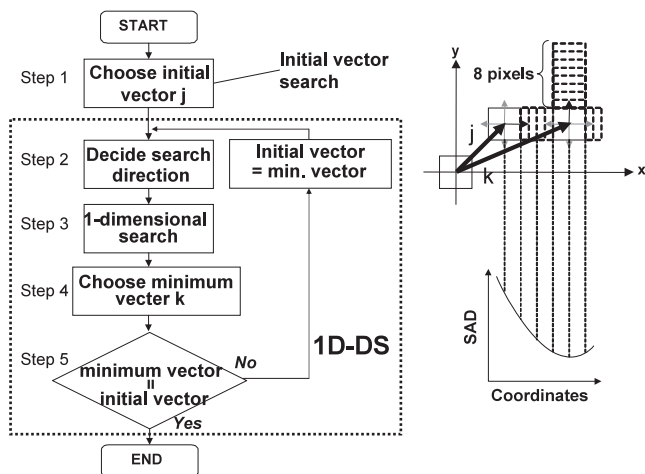 START
Step 1
Choose initial
vector j
Initial vector
search
Step 2
Decide search
direction
Initial vector
= min. vector
Step 3
1-dimensional
search
Step 4
Choose minimum
vecter k
Step 5
minimum vector
=
initial vector
No
Yes
1D-DS
END
y
8 pixels
j
k
x
SAD
Coordinates